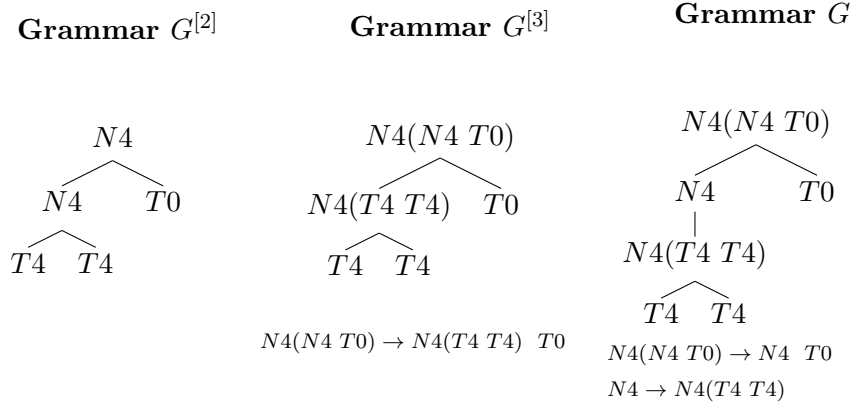 Grammar G^[2]
N4
N4 T0
T4 T4
Grammar G^[3]
N4(N4 T0)
N4(T4 T4) T0
T4 T4
N4(N4 T0) → N4(T4 T4) T0
Grammar G
N4(N4 T0)
N4 T0
N4(T4 T4)
T4 T4
N4(N4 T0) → N4 T0
N4 → N4(T4 T4)